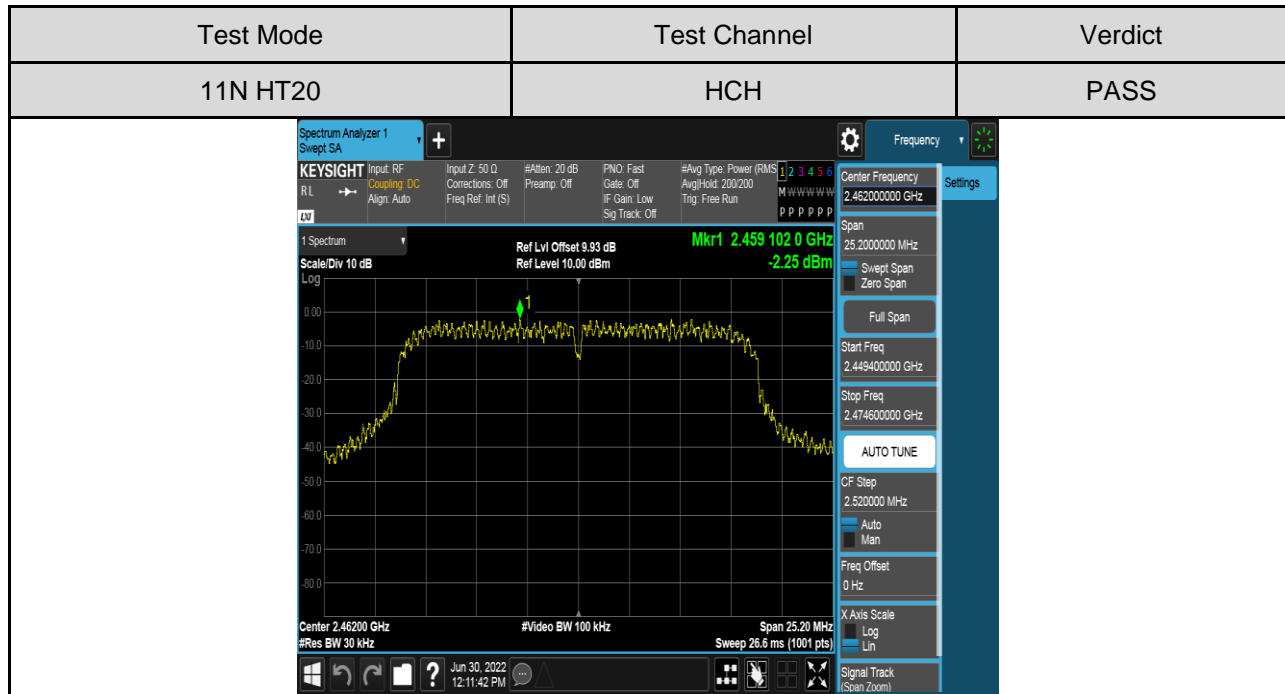 Test Mode Test Channel Verdict
11N HT20 HCH PASS
Spectrum Analyzer 1
Swept SA
+
Frequency
KEYSIGHT
RL
LXI
Input: RF
Coupling: DC
Align: Auto
Input Z: 50 Ω
Corrections: Off
Freq Ref: Int (S)
#Atten: 20 dB
Preamp: Off
PNO: Fast
Gate: Off
IF Gain: Low
Sig Track: Off
#Avg Type: Power (RMS
Avg|Hold: 200/200
Trig: Free Run
1 2 3 4 5 6
M W W W W W
P P P P P P
1 Spectrum
Scale/Div 10 dB
Ref Lvl Offset 9.93 dB
Ref Level 10.00 dBm
Mkr1 2.459 102 0 GHz
-2.25 dBm
Log
1
0.00
-10.0
-20.0
-30.0
-40.0
-50.0
-60.0
-70.0
-80.0
Center 2.46200 GHz
#Res BW 30 kHz
#Video BW 100 kHz
Span 25.20 MHz
Sweep 26.6 ms (1001 pts)
?
Jun 30, 2022
12:11:42 PM
Center Frequency
2.462000000 GHz
Settings
Span
25.2000000 MHz
Swept Span
Zero Span
Full Span
Start Freq
2.449400000 GHz
Stop Freq
2.474600000 GHz
AUTO TUNE
CF Step
2.520000 MHz
Auto
Man
Freq Offset
0 Hz
X Axis Scale
Log
Lin
Signal Track
(Span Zoom)